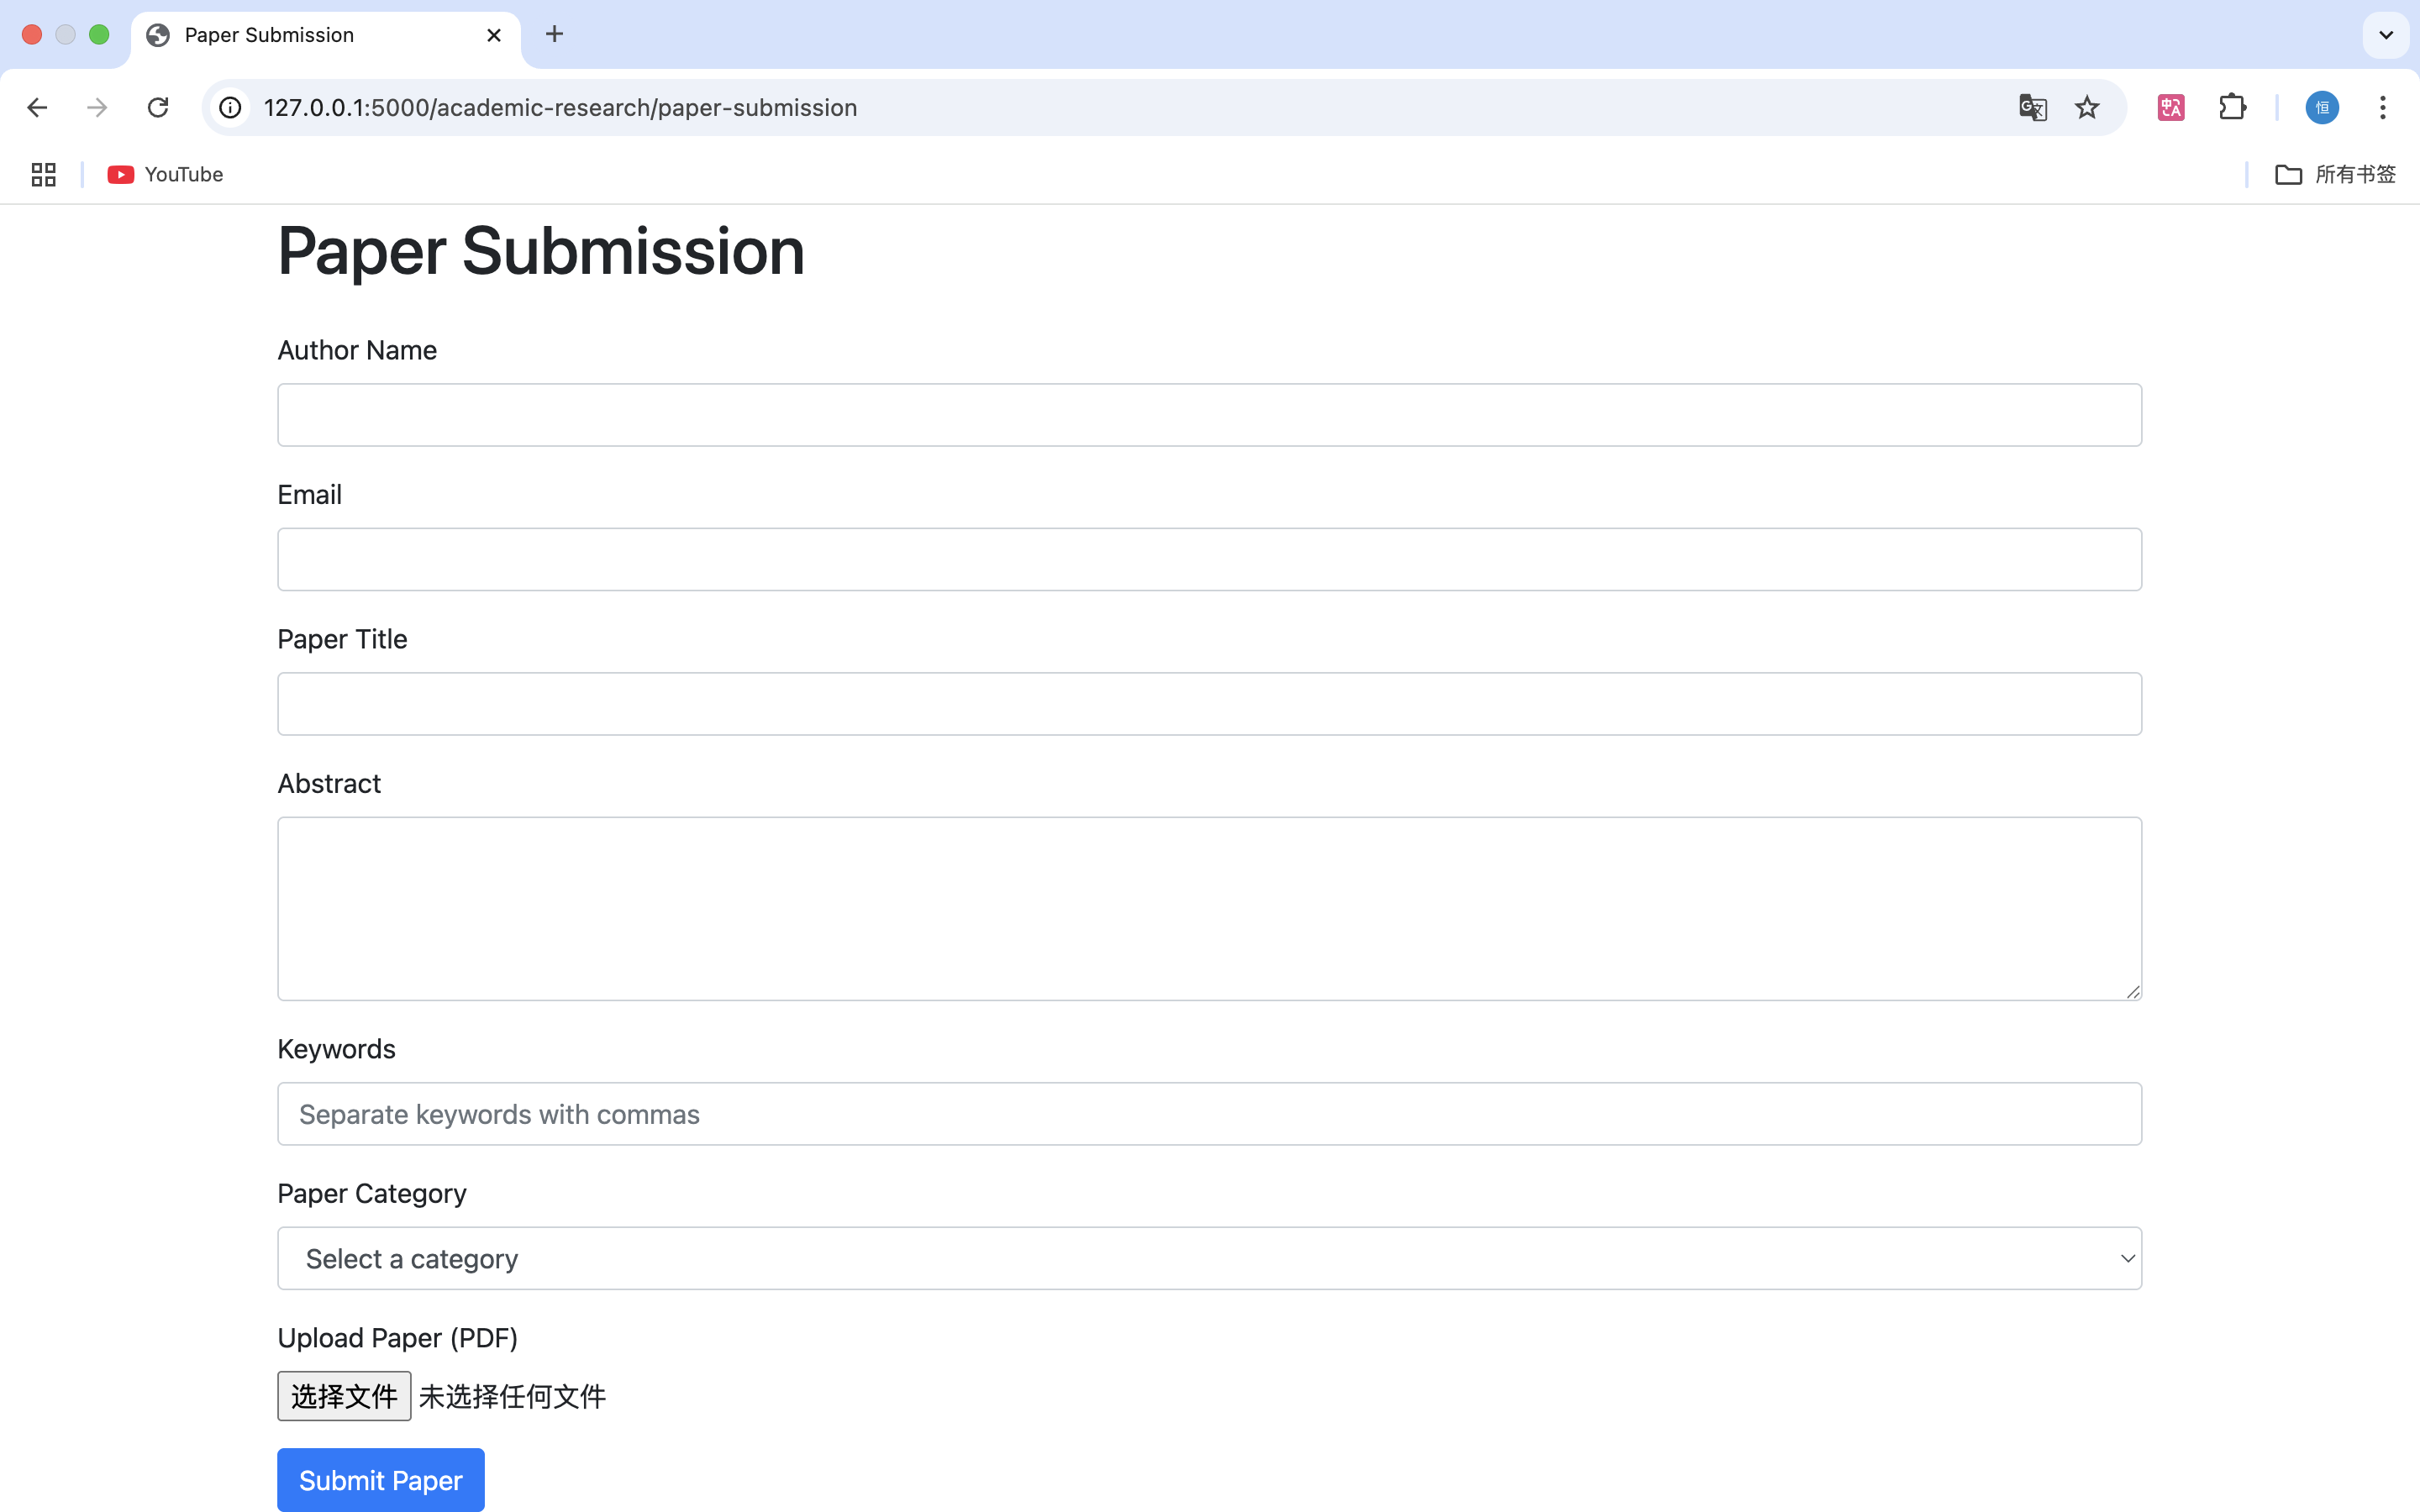 Paper Submission
127.0.0.1:5000/academic-research/paper-submission
恒
YouTube
所有书签
Paper Submission
Author Name
Email
Paper Title
Abstract
Keywords
Separate keywords with commas
Paper Category
Select a category
Upload Paper (PDF)
选择文件 未选择任何文件
Submit Paper